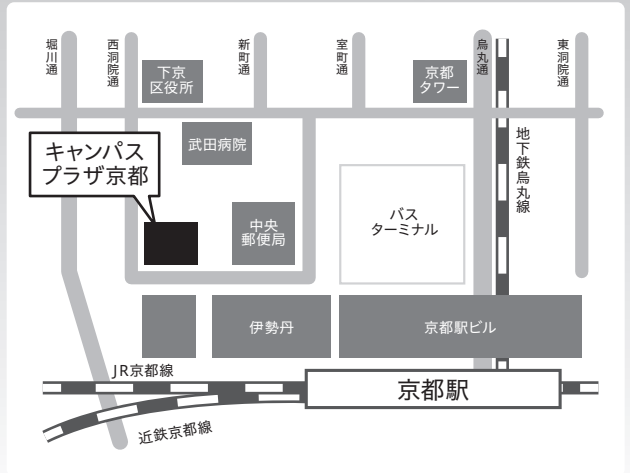 堀川通
西洞院通
新町通
室町通
烏丸通
東洞院通
下京
区役所
京都
タワー
武田病院
キャンパス
プラザ京都
地下鉄烏丸線
中央
郵便局
バス
ターミナル
伊勢丹
京都駅ビル
JR京都線
京都駅
近鉄京都線